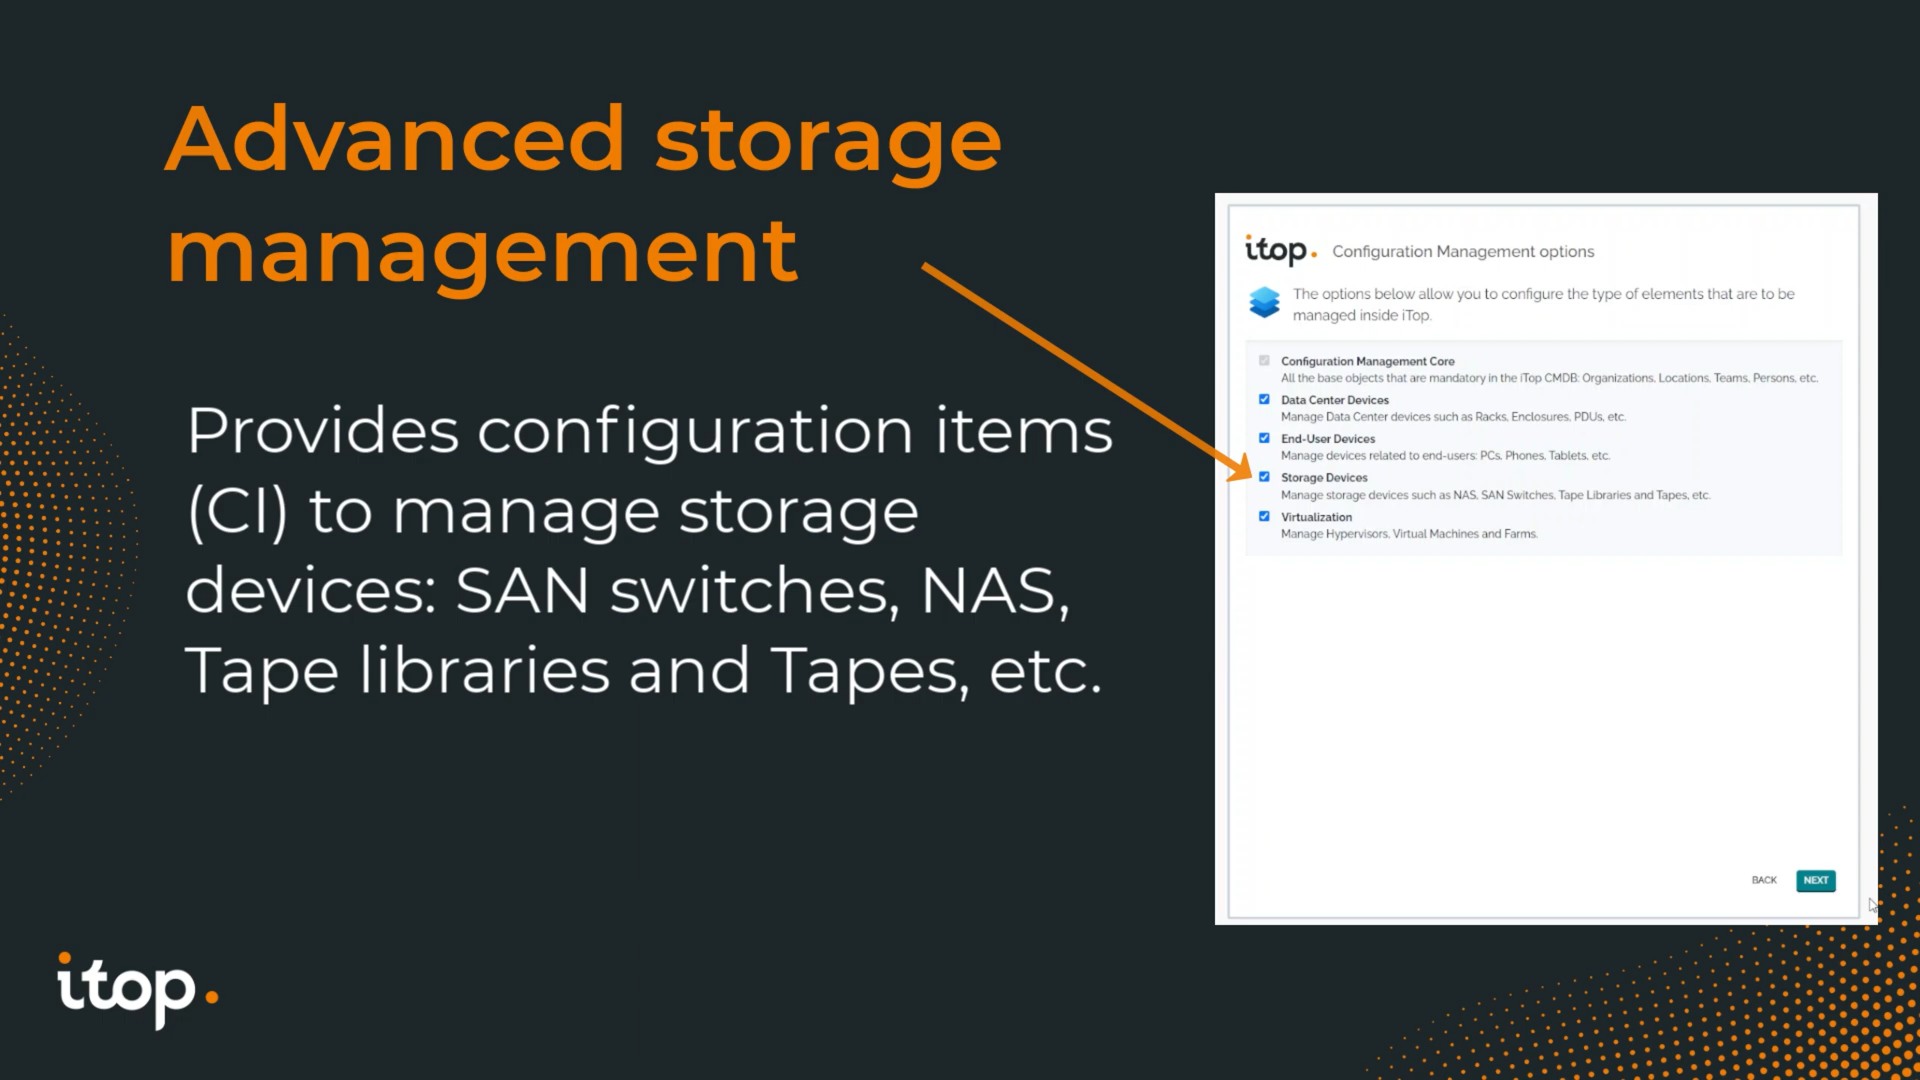 Advanced storage
management
Provides configuration items
(CI) to manage storage
devices: SAN switches, NAS,
Tape libraries and Tapes, etc.
itop.
itop. Configuration Management options
The options below allow you to configure the type of elements that are to be
managed inside iTop.
Configuration Management Core
All the base objects that are mandatory in the iTop CMDB: Organizations, Locations, Teams, Persons, etc.
Data Center Devices
Manage Data Center devices such as Racks, Enclosures, PDUs, etc.
End-User Devices
Manage devices related to end-users: PCs, Phones, Tablets, etc.
Storage Devices
Manage storage devices such as NAS, SAN Switches, Tape Libraries and Tapes, etc.
Virtualization
Manage Hypervisors, Virtual Machines and Farms.
BACK NEXT